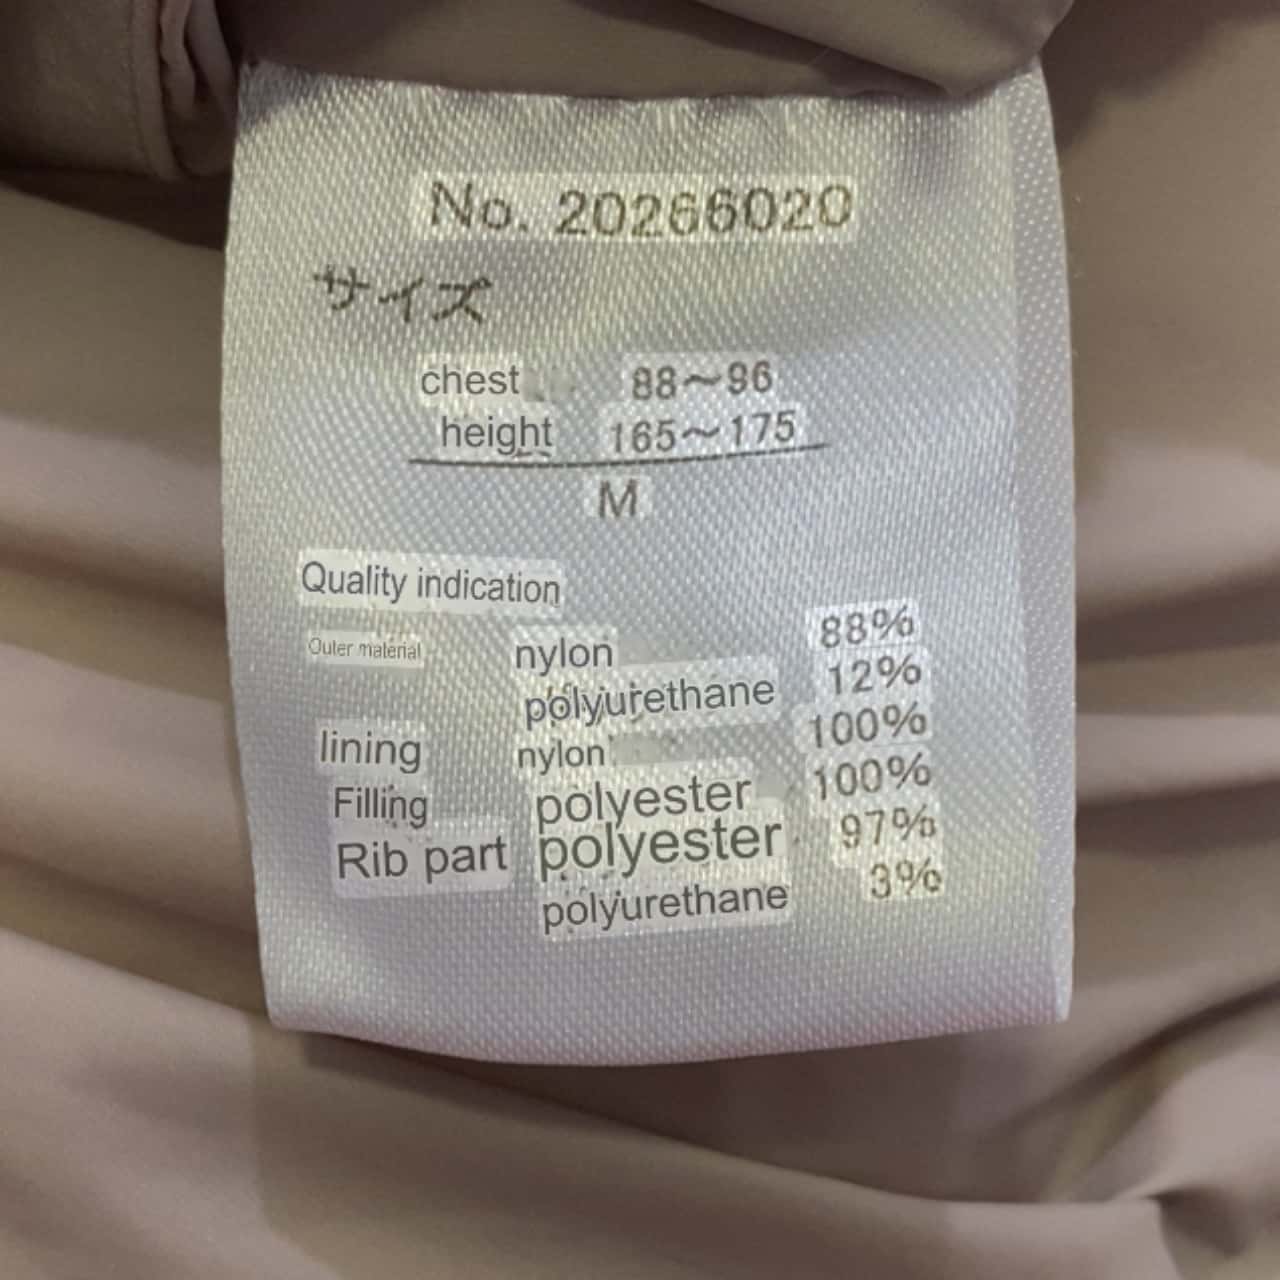 No. 20266020
サイズ
chest 88～96
height 165～175
M
Quality indication
Outer material nylon 88%
polyurethane 12%
lining nylon 100%
Filling polyester 100%
Rib part polyester 97%
polyurethane 3%